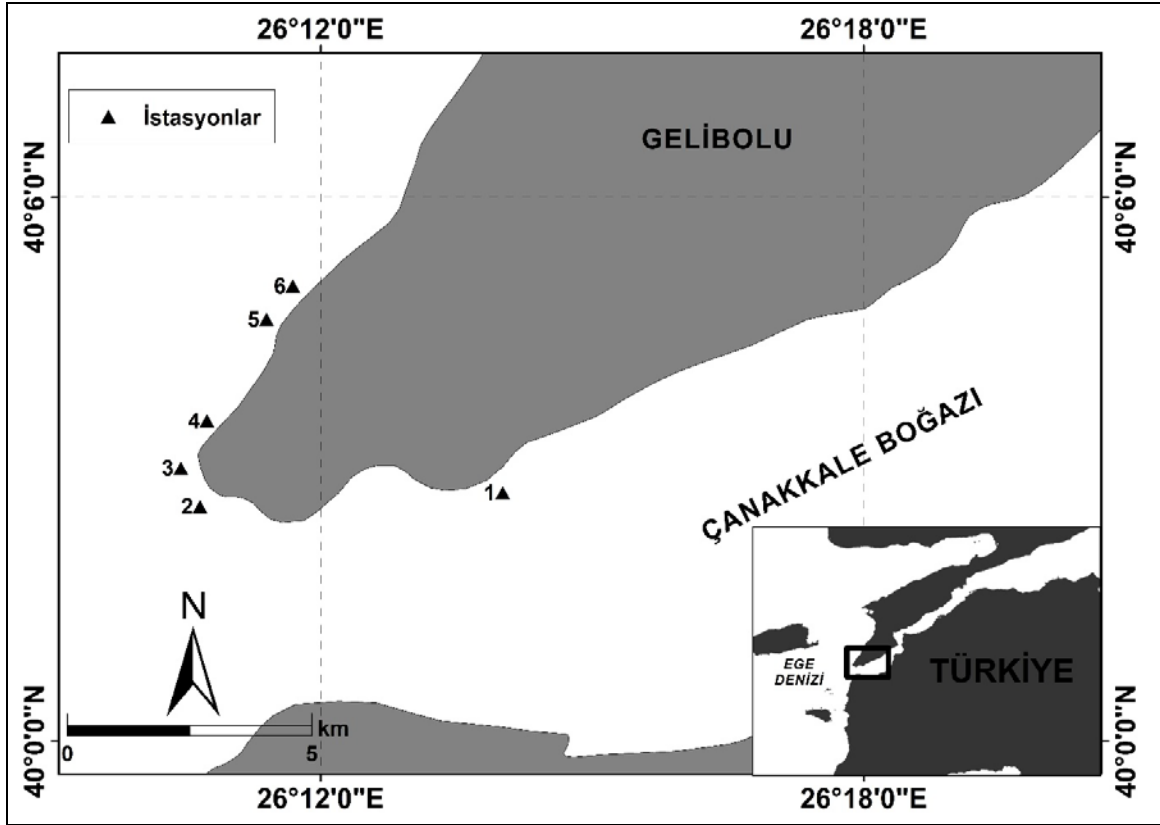 26°12'0"E
26°18'0"E
▲ İstasyonlar
GELİBOLU
40°6'0"N
40°6'0"N
6
5
4
3
2
1
ÇANAKKALE BOĞAZI
N
EGE
DENİZİ
TÜRKİYE
km
0
5
40°0'0"N
40°0'0"N
26°12'0"E
26°18'0"E